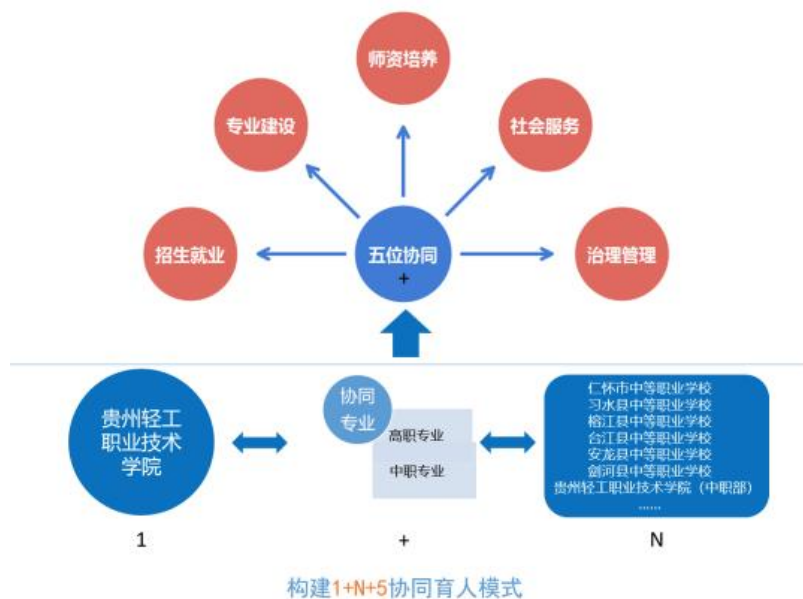 师资培养
专业建设
社会服务
招生就业
五位协同
+
治理管理
贵州轻工
职业技术
学院
协同
专业
高职专业
中职专业
仁怀市中等职业学校
习水县中等职业学校
榕江县中等职业学校
台江县中等职业学校
安龙县中等职业学校
剑河县中等职业学校
贵州轻工职业技术学院（中职部）
……
1
+
N
构建1+N+5协同育人模式